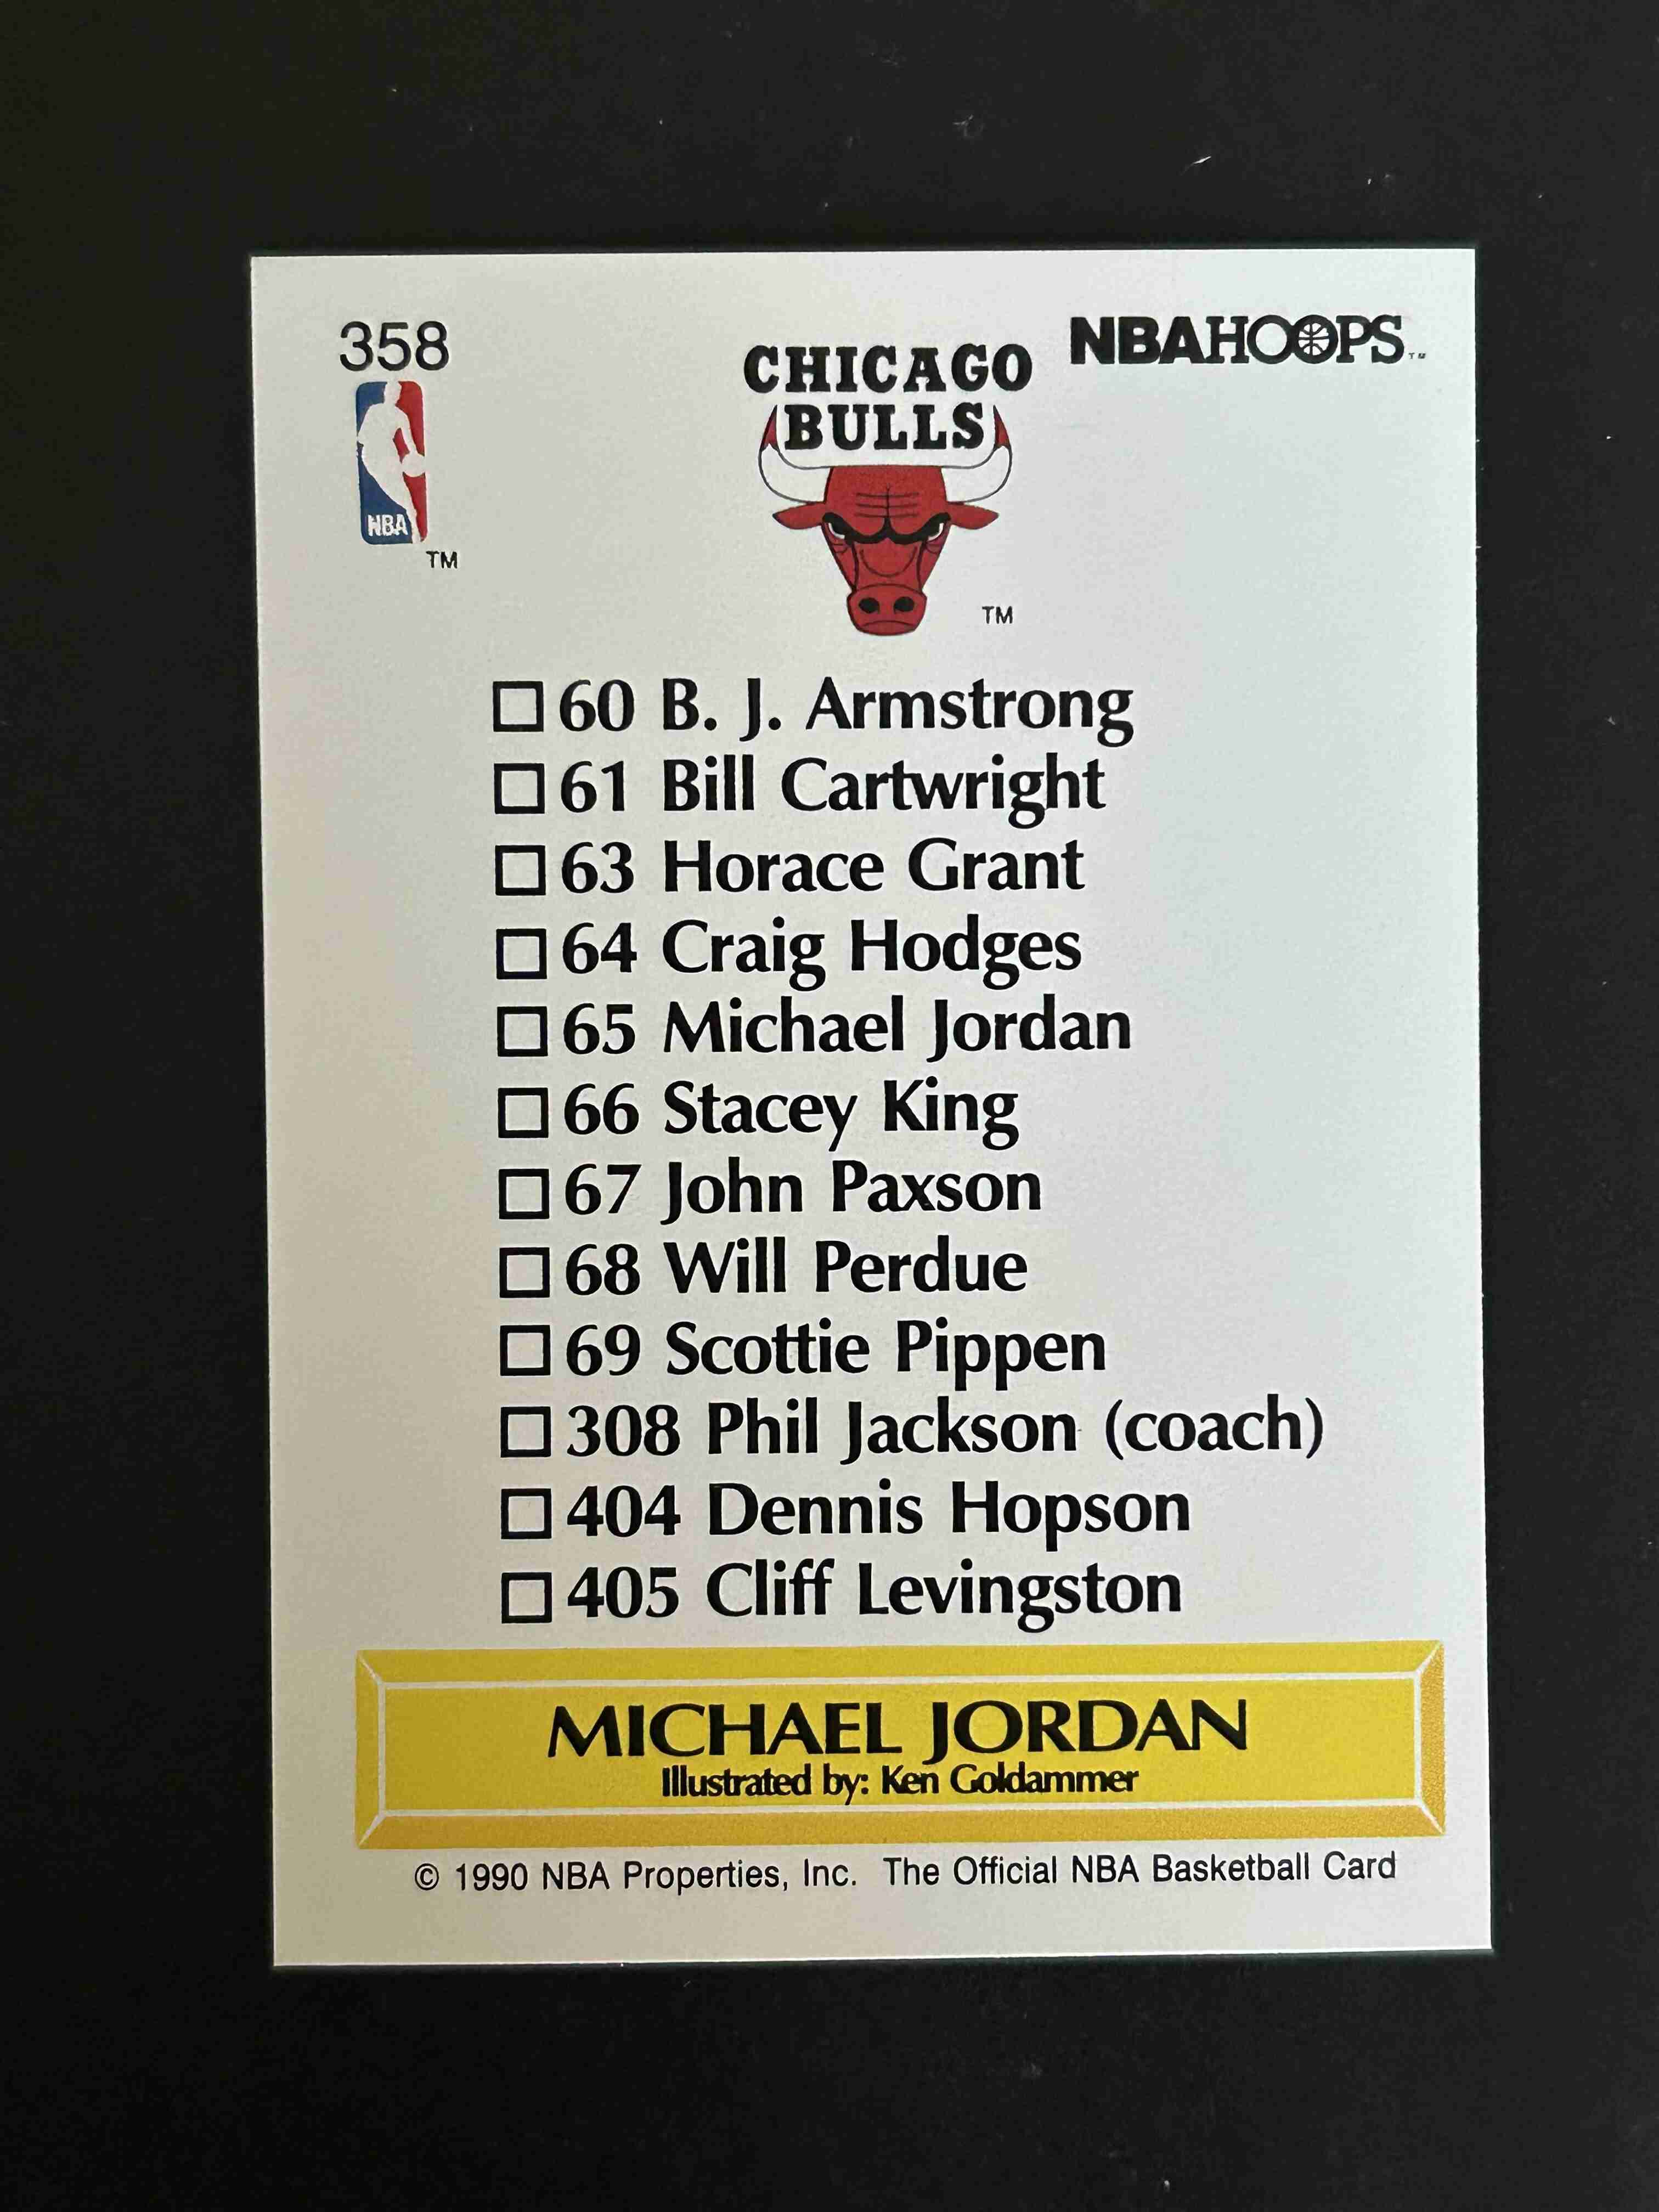 358
NBA
TM
CHICAGO
BULLS
TM
NBAHOOPS™
60 B. J. Armstrong
61 Bill Cartwright
63 Horace Grant
64 Craig Hodges
65 Michael Jordan
66 Stacey King
67 John Paxson
68 Will Perdue
69 Scottie Pippen
308 Phil Jackson (coach)
404 Dennis Hopson
405 Cliff Levingston
MICHAEL JORDAN
Illustrated by: Ken Goldammer
© 1990 NBA Properties, Inc. The Official NBA Basketball Card